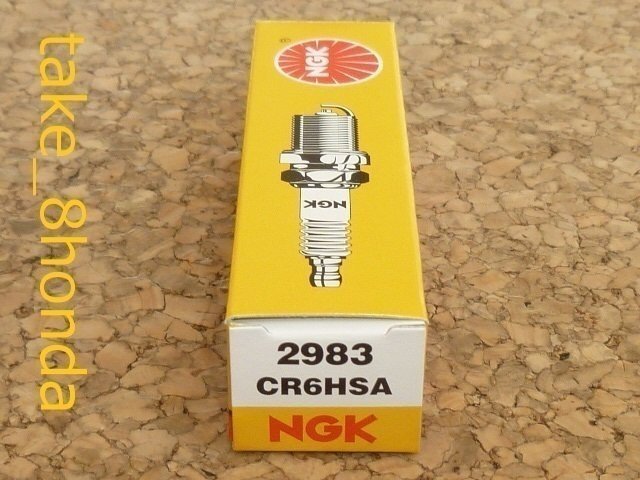 take_8honda
NGK
®
NGK
2983
CR6HSA
NGK